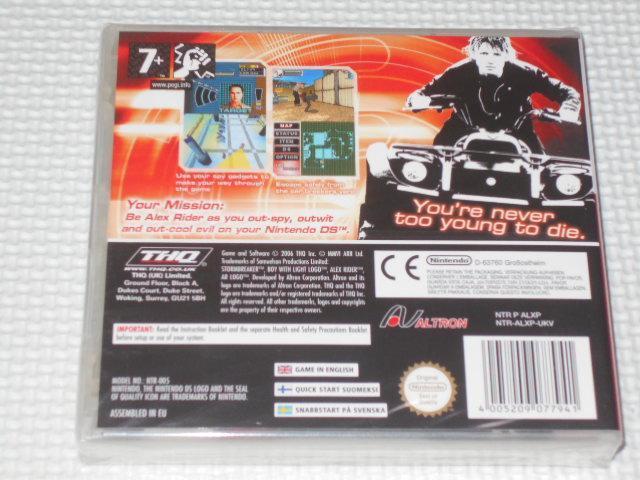 7+
www.pegi.info
TARGET
MAP
STATUS
ITEM
DS
OPTION
Use your spy gadgets to
make your way through
the game
Escape safely from
the car breakers yard
Your Mission:
Be Alex Rider as you out-spy, outwit
and out-cool evil on your Nintendo DS™.
You're never
too young to die.
THQ
WWW.THQ.CO.UK
THQ (UK) Limited,
Ground Floor, Block A,
Dukes Court, Duke Street,
Woking, Surrey, GU21 5BH
Game and Software © 2006 THQ Inc. © MMVI ARK Ltd.
Trademarks of Samuelson Productions Limited:
STORMBREAKER™, BOY WITH LIGHT LOGO™, ALEX RIDER™,
AR LOGO™. Developed by Altron Corporation. Altron and its
logo are trademarks of Altron Corporation. THQ and the THQ
logo are trademarks and/or registered trademarks of THQ Inc.
All rights reserved. All other trademarks, logos and copyrights
are the property of their respective owners.
CE
Nintendo
D-63760 Großostheim
ALTRON
NTR P ALXP
NTR-ALXP-UKV
IMPORTANT: Read the Instruction Booklet and the separate Health and Safety Precautions Booklet
before setup or use of your system.
GAME IN ENGLISH
QUICK START SUOMEKSE
SNABBSTART PÅ SVENSKA
MODEL NO.: NTR-005
NINTENDO, THE NINTENDO DS LOGO AND THE SEAL
OF QUALITY ICON ARE TRADEMARKS OF NINTENDO.
ASSEMBLED IN EU
Original
Nintendo
Seal of
Quality
4 005209 077941